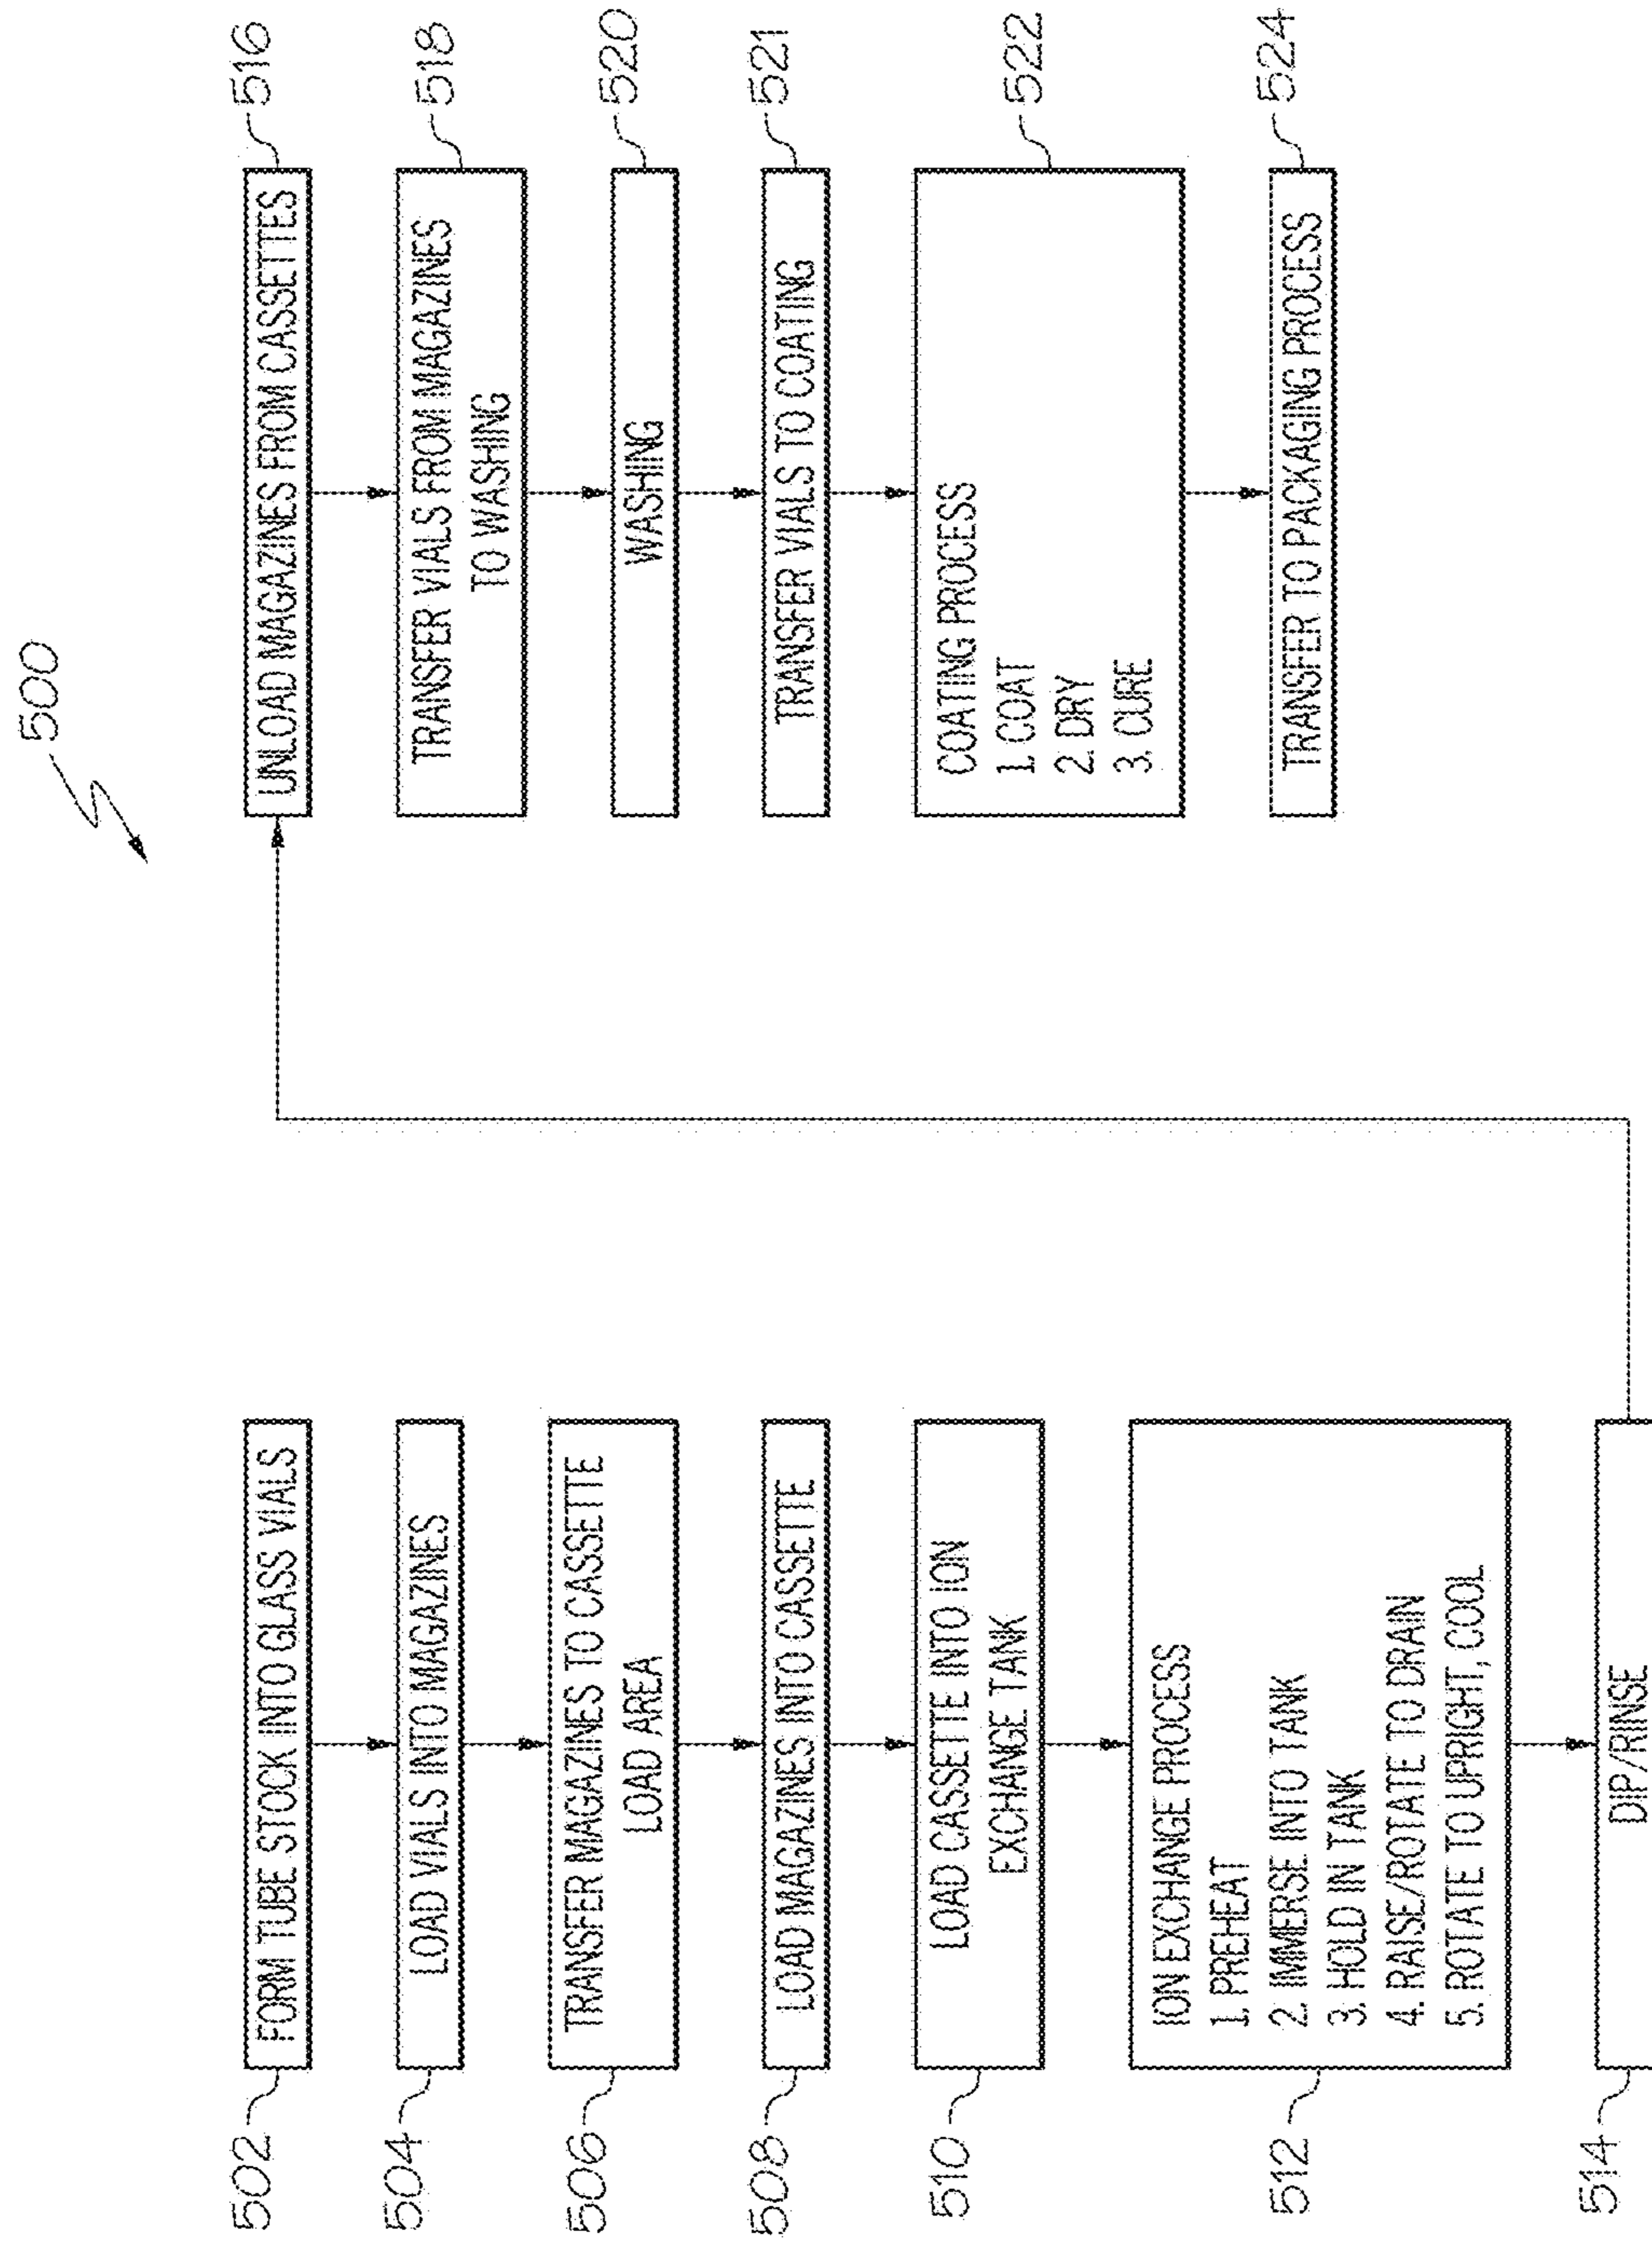 500
502
FORM TUBE STOCK INTO GLASS VIALS
504
LOAD VIALS INTO MAGAZINES
506
TRANSFER MAGAZINES TO CASSETTE
LOAD AREA
508
LOAD MAGAZINES INTO CASSETTE
510
LOAD CASSETTE INTO ION
EXCHANGE TANK
512
ION EXCHANGE PROCESS
1. PREHEAT
2. IMMERSE INTO TANK
3. HOLD IN TANK
4. RAISE/ROTATE TO DRAIN
5. ROTATE TO UPRIGHT, COOL
514
DIP/RINSE
UNLOAD MAGAZINES FROM CASSETTES
516
TRANSFER VIALS FROM MAGAZINES
TO WASHING
518
WASHING
520
TRANSFER VIALS TO COATING
521
COATING PROCESS
1. COAT
2. DRY
3. CURE
522
TRANSFER TO PACKAGING PROCESS
524